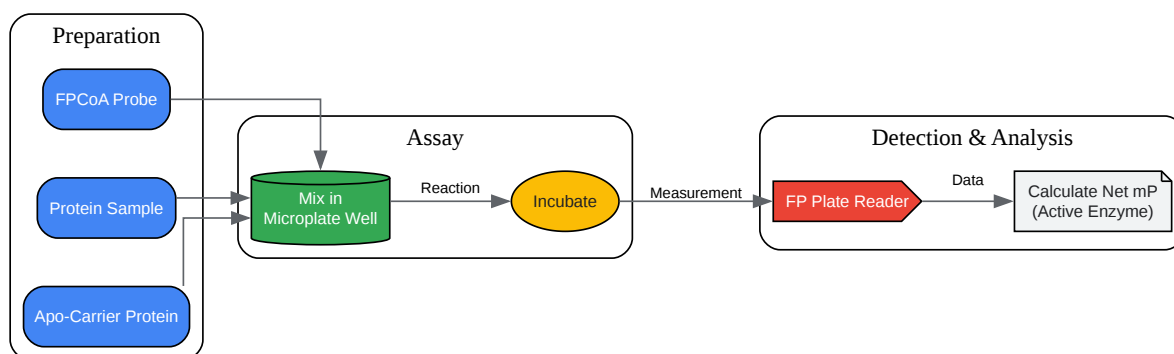 Preparation
FPCoA Probe
Protein Sample
Apo-Carrier Protein
Assay
Mix in
Microplate Well
Reaction
Incubate
Measurement
Detection & Analysis
FP Plate Reader
Data
Calculate Net mP
(Active Enzyme)